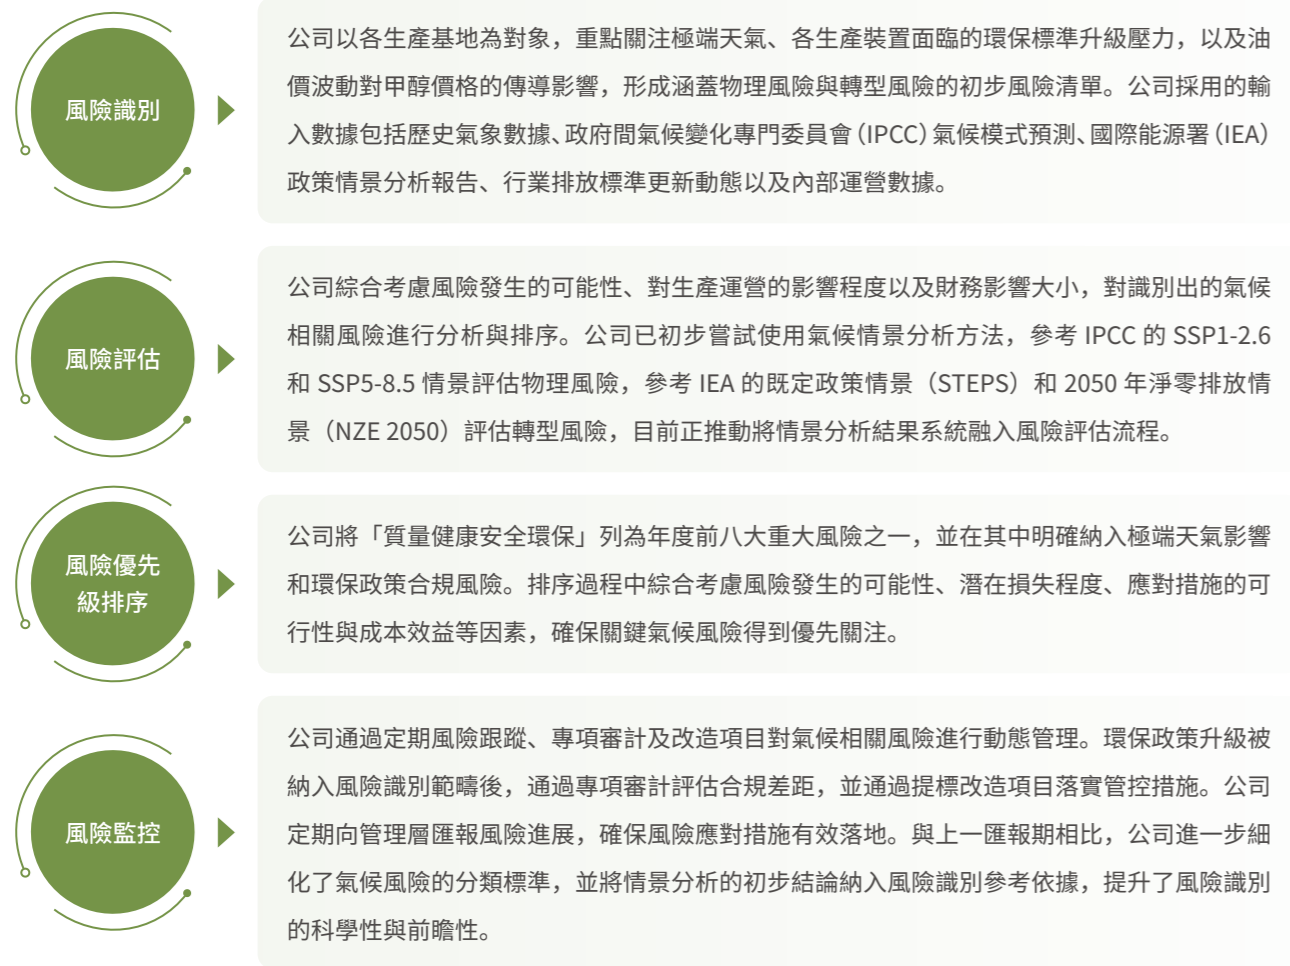 風險識別
公司以各生產基地為對象，重點關注極端天氣、各生產裝置面臨的環保標準升級壓力，以及油
價波動對甲醇價格的傳導影響，形成涵蓋物理風險與轉型風險的初步風險清單。公司採用的輸
入數據包括歷史氣象數據、政府間氣候變化專門委員會（IPCC）氣候模式預測、國際能源署（IEA）
政策情景分析報告、行業排放標準更新動態以及內部運營數據。
風險評估
公司綜合考慮風險發生的可能性、對生產運營的影響程度以及財務影響大小，對識別出的氣候
相關風險進行分析與排序。公司已初步嘗試使用氣候情景分析方法，參考 IPCC 的 SSP1-2.6
和 SSP5-8.5 情景評估物理風險，參考 IEA 的既定政策情景（STEPS）和 2050 年淨零排放情
景（NZE 2050）評估轉型風險，目前正推動將情景分析結果系統融入風險評估流程。
風險優先
級排序
公司將「質量健康安全環保」列為年度前八大重大風險之一，並在其中明確納入極端天氣影響
和環保政策合規風險。排序過程中綜合考慮風險發生的可能性、潛在損失程度、應對措施的可
行性與成本效益等因素，確保關鍵氣候風險得到優先關注。
風險監控
公司通過定期風險跟蹤、專項審計及改造項目對氣候相關風險進行動態管理。環保政策升級被
納入風險識別範疇後，通過專項審計評估合規差距，並通過提標改造項目落實管控措施。公司
定期向管理層匯報風險進展，確保風險應對措施有效落地。與上一匯報期相比，公司進一步細
化了氣候風險的分類標準，並將情景分析的初步結論納入風險識別參考依據，提升了風險識別
的科學性與前瞻性。